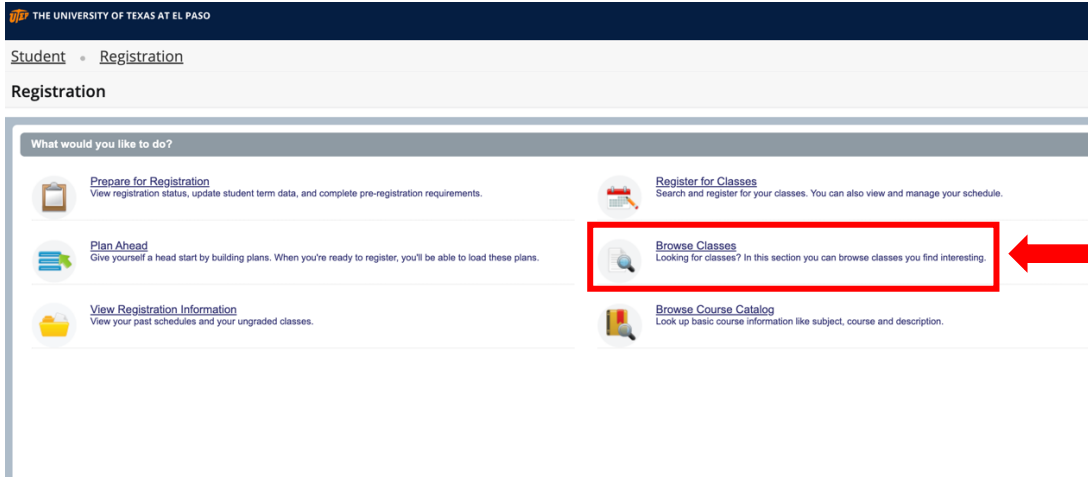 UTEP THE UNIVERSITY OF TEXAS AT EL PASO
Student • Registration
Registration
What would you like to do?
Prepare for Registration
View registration status, update student term data, and complete pre-registration requirements.
Register for Classes
Search and register for your classes. You can also view and manage your schedule.
Plan Ahead
Give yourself a head start by building plans. When you're ready to register, you'll be able to load these plans.
Browse Classes
Looking for classes? In this section you can browse classes you find interesting.
View Registration Information
View your past schedules and your ungraded classes.
Browse Course Catalog
Look up basic course information like subject, course and description.